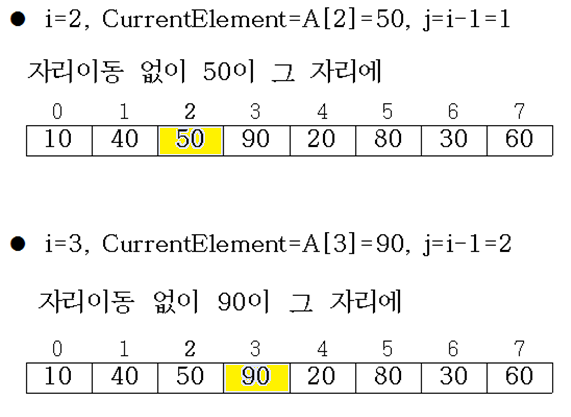 ● i=2, CurrentElement=A[2]=50, j=i-1=1
자리이동 없이 50이 그 자리에
0 1 2 3 4 5 6 7
10 40 50 90 20 80 30 60
● i=3, CurrentElement=A[3]=90, j=i-1=2
자리이동 없이 90이 그 자리에
0 1 2 3 4 5 6 7
10 40 50 90 20 80 30 60